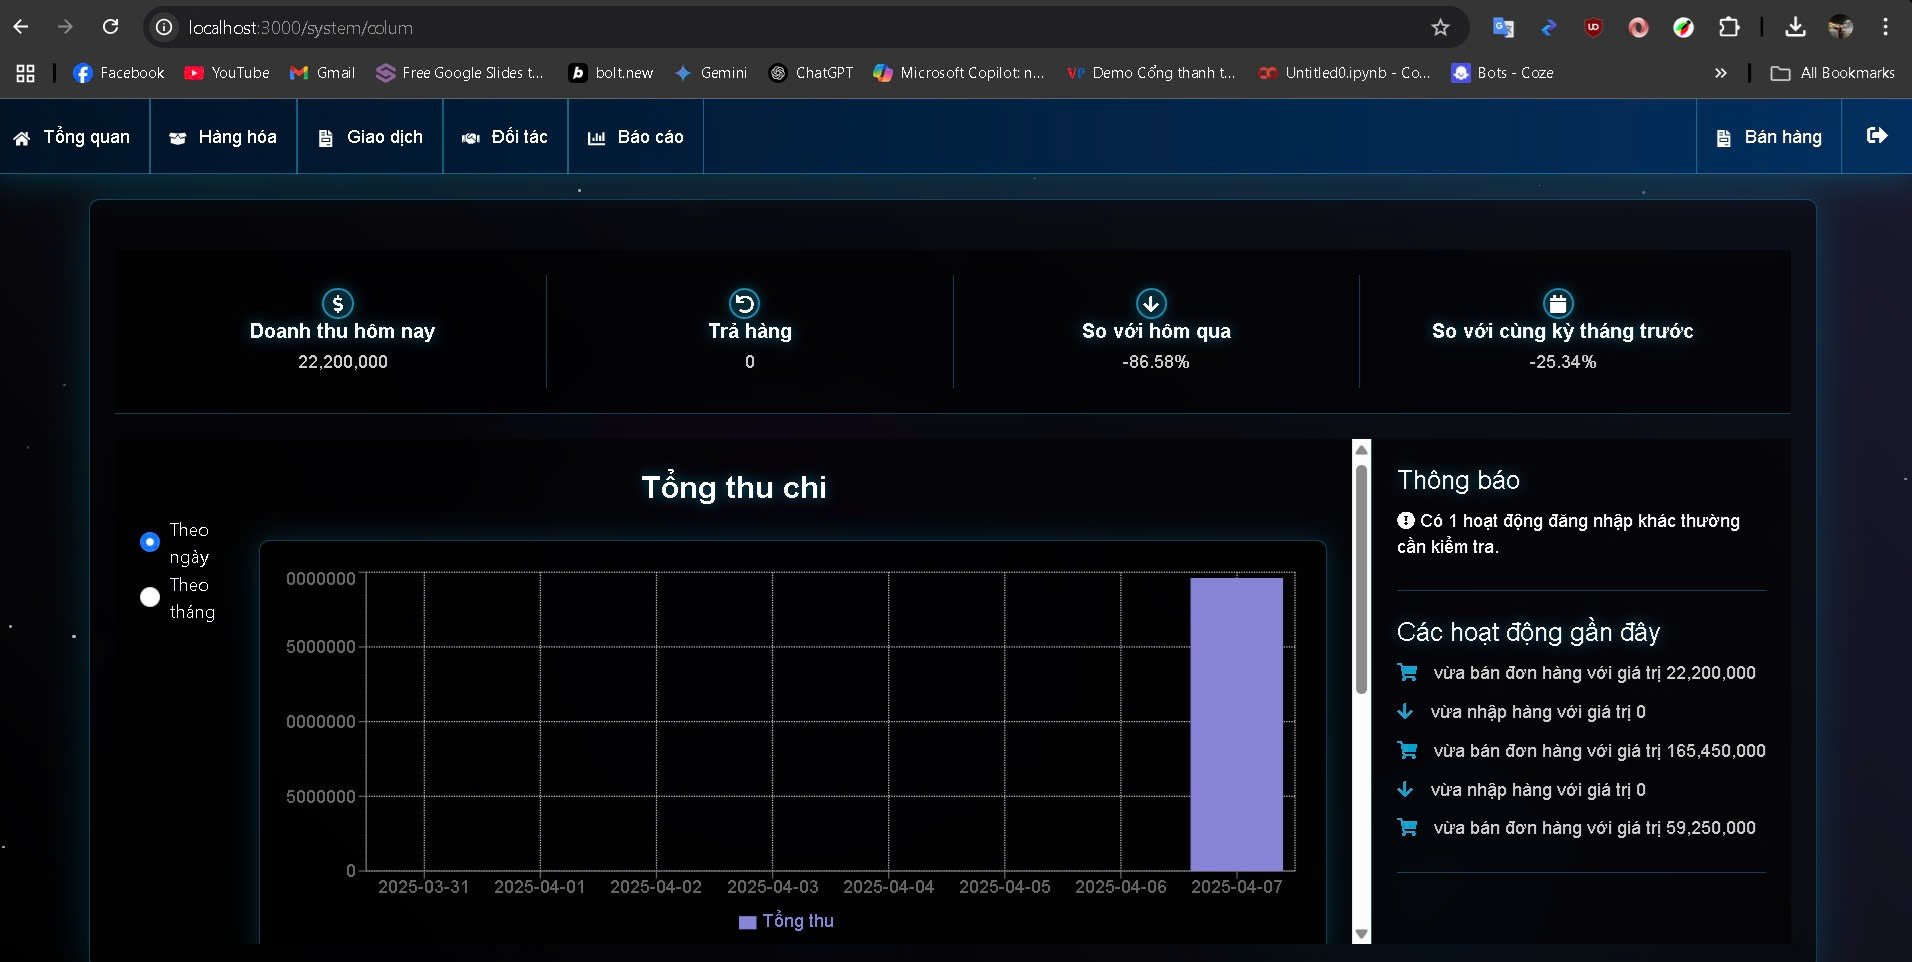 localhost:3000/system/colum
Facebook
YouTube
Gmail
Free Google Slides t...
bolt.new
Gemini
ChatGPT
Microsoft Copilot: n...
Demo Cổng thanh t...
Untitled0.ipynb - Co...
Bots - Coze
All Bookmarks
Tổng quan
Hàng hóa
Giao dịch
Đối tác
Báo cáo
Bán hàng
Doanh thu hôm nay
22,200,000
Trả hàng
0
So với hôm qua
-86.58%
So với cùng kỳ tháng trước
-25.34%
Tổng thu chi
Theo
ngày
Theo
tháng
0000000
5000000
0000000
5000000
0
2025-03-31
2025-04-01
2025-04-02
2025-04-03
2025-04-04
2025-04-05
2025-04-06
2025-04-07
Tổng thu
Thông báo
Có 1 hoạt động đăng nhập khác thường
cần kiểm tra.
Các hoạt động gần đây
vừa bán đơn hàng với giá trị 22,200,000
vừa nhập hàng với giá trị 0
vừa bán đơn hàng với giá trị 165,450,000
vừa nhập hàng với giá trị 0
vừa bán đơn hàng với giá trị 59,250,000